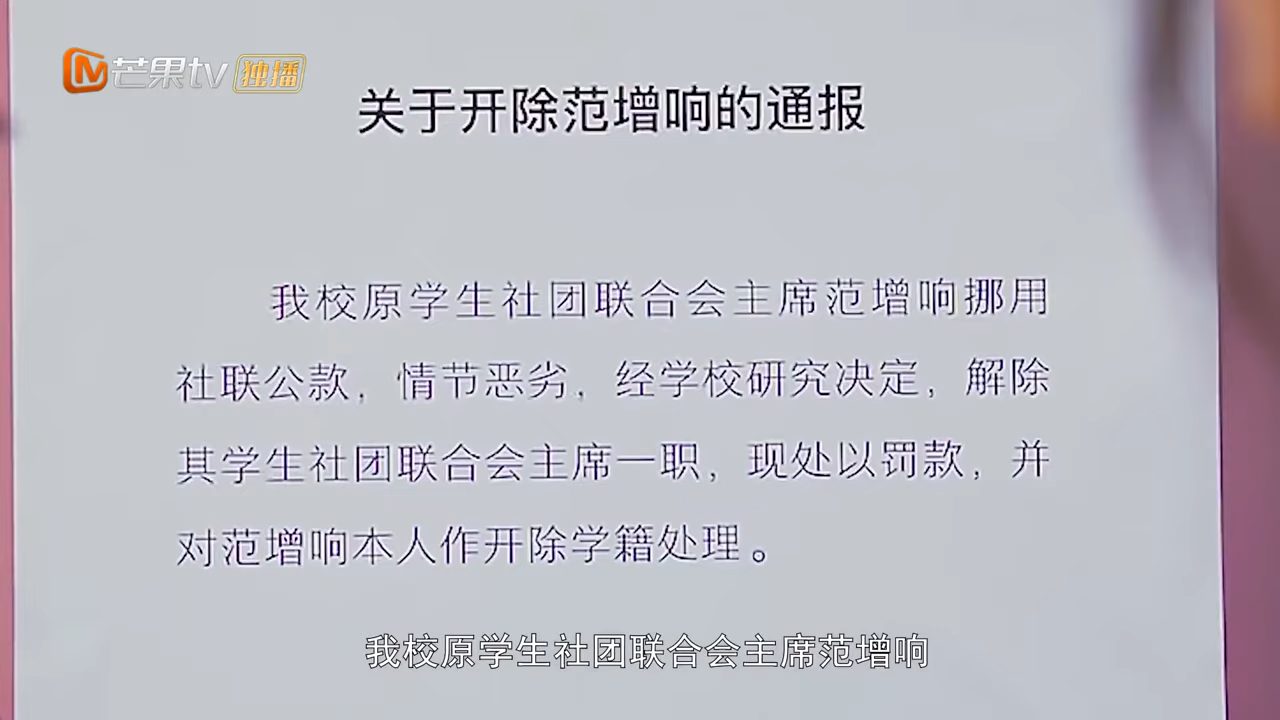 芒果tv独播
关于开除范增响的通报
我校原学生社团联合会主席范增响挪用
社联公款，情节恶劣，经学校研究决定，解除
其学生社团联合会主席一职，现处以罚款，并
对范增响本人作开除学籍处理。
我校原学生社团联合会主席范增响